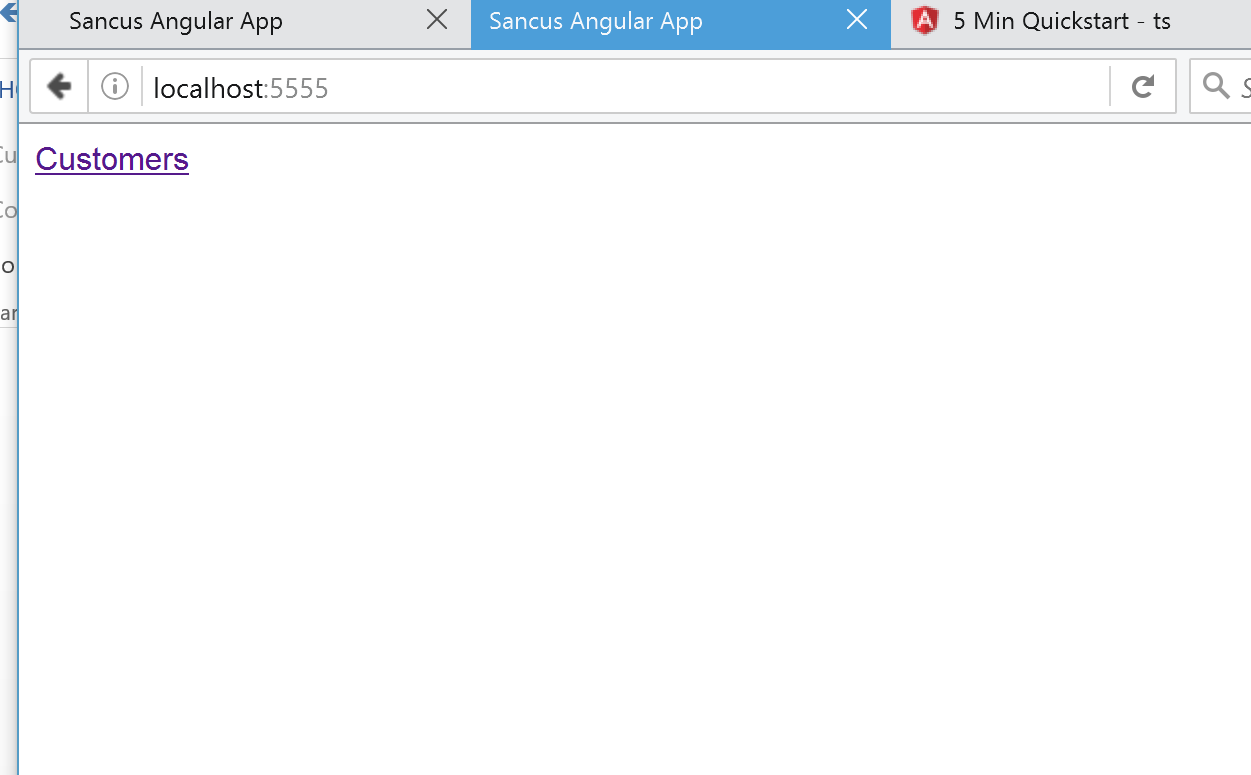 Sancus Angular App
Sancus Angular App
5 Min Quickstart - ts
localhost:5555
Customers